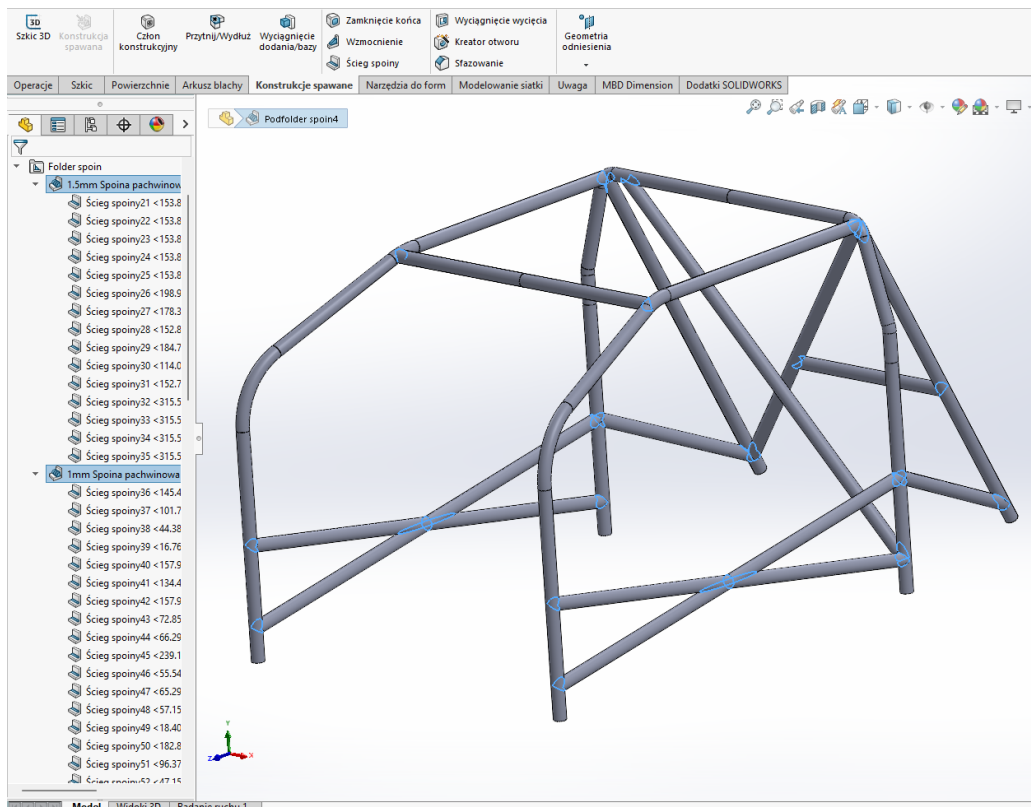 3D
Szkic 3D
Konstrukcja
spawana
Człon
konstrukcyjny
Przytnij/Wydłuż
Wyciągnięcie
dodania/bazy
Zamknięcie końca
Wzmocnienie
Ścieg spoiny
Wyciągnięcie wycięcia
Kreator otworu
Sfazowanie
Geometria
odniesienia
Operacje Szkic Powierzchnie Arkusz blachy Konstrukcje spawane Narzędzia do form Modelowanie siatki Uwaga MBD Dimension Dodatki SOLIDWORKS
Podfolder spoin4
Folder spoin
1.5mm Spoina pachwinow
Ścieg spoiny21 <153.8
Ścieg spoiny22 <153.8
Ścieg spoiny23 <153.8
Ścieg spoiny24 <153.8
Ścieg spoiny25 <153.8
Ścieg spoiny26 <198.9
Ścieg spoiny27 <178.3
Ścieg spoiny28 <152.8
Ścieg spoiny29 <184.7
Ścieg spoiny30 <114.0
Ścieg spoiny31 <152.7
Ścieg spoiny32 <315.5
Ścieg spoiny33 <315.5
Ścieg spoiny34 <315.5
Ścieg spoiny35 <315.5
1mm Spoina pachwinowa
Ścieg spoiny36 <145.4
Ścieg spoiny37 <101.7
Ścieg spoiny38 <44.38
Ścieg spoiny39 <16.76
Ścieg spoiny40 <157.9
Ścieg spoiny41 <134.4
Ścieg spoiny42 <157.9
Ścieg spoiny43 <72.85
Ścieg spoiny44 <66.29
Ścieg spoiny45 <239.1
Ścieg spoiny46 <55.54
Ścieg spoiny47 <65.29
Ścieg spoiny48 <57.15
Ścieg spoiny49 <18.40
Ścieg spoiny50 <182.8
Ścieg spoiny51 <96.37
Ścieg spoiny52 <47.15
Y
Z X
Model Widoki 3D Badanie ruchu 1